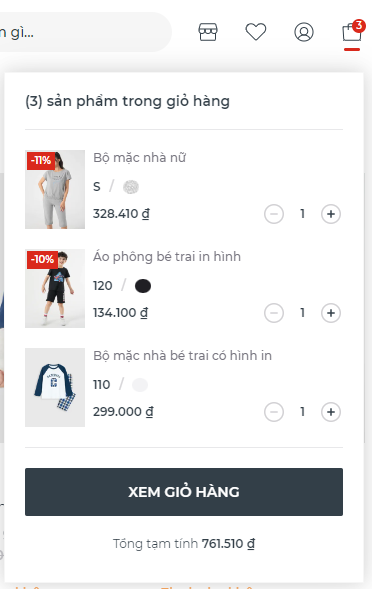 n gì...
3
(3) sản phẩm trong giỏ hàng
-11%
Bộ mặc nhà nữ
S /
328.410 ₫
1
-10%
Áo phông bé trai in hình
120 /
134.100 ₫
1
Bộ mặc nhà bé trai có hình in
110 /
299.000 ₫
1
XEM GIỎ HÀNG
Tổng tạm tính 761.510 ₫